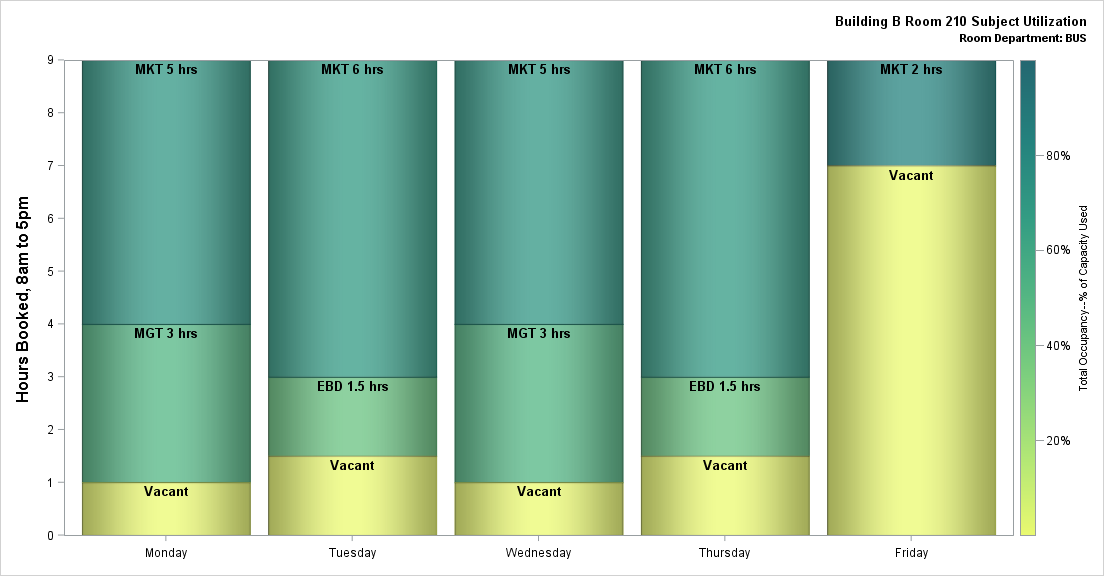 Building B Room 210 Subject Utilization
Room Department: BUS
Hours Booked, 8am to 5pm
9
8
7
6
5
4
3
2
1
0
MKT 5 hrs
MGT 3 hrs
Vacant
MKT 6 hrs
EBD 1.5 hrs
Vacant
MKT 5 hrs
MGT 3 hrs
Vacant
MKT 6 hrs
EBD 1.5 hrs
Vacant
MKT 2 hrs
Vacant
Monday
Tuesday
Wednesday
Thursday
Friday
80%
60%
40%
20%
Total Occupancy--% of Capacity Used